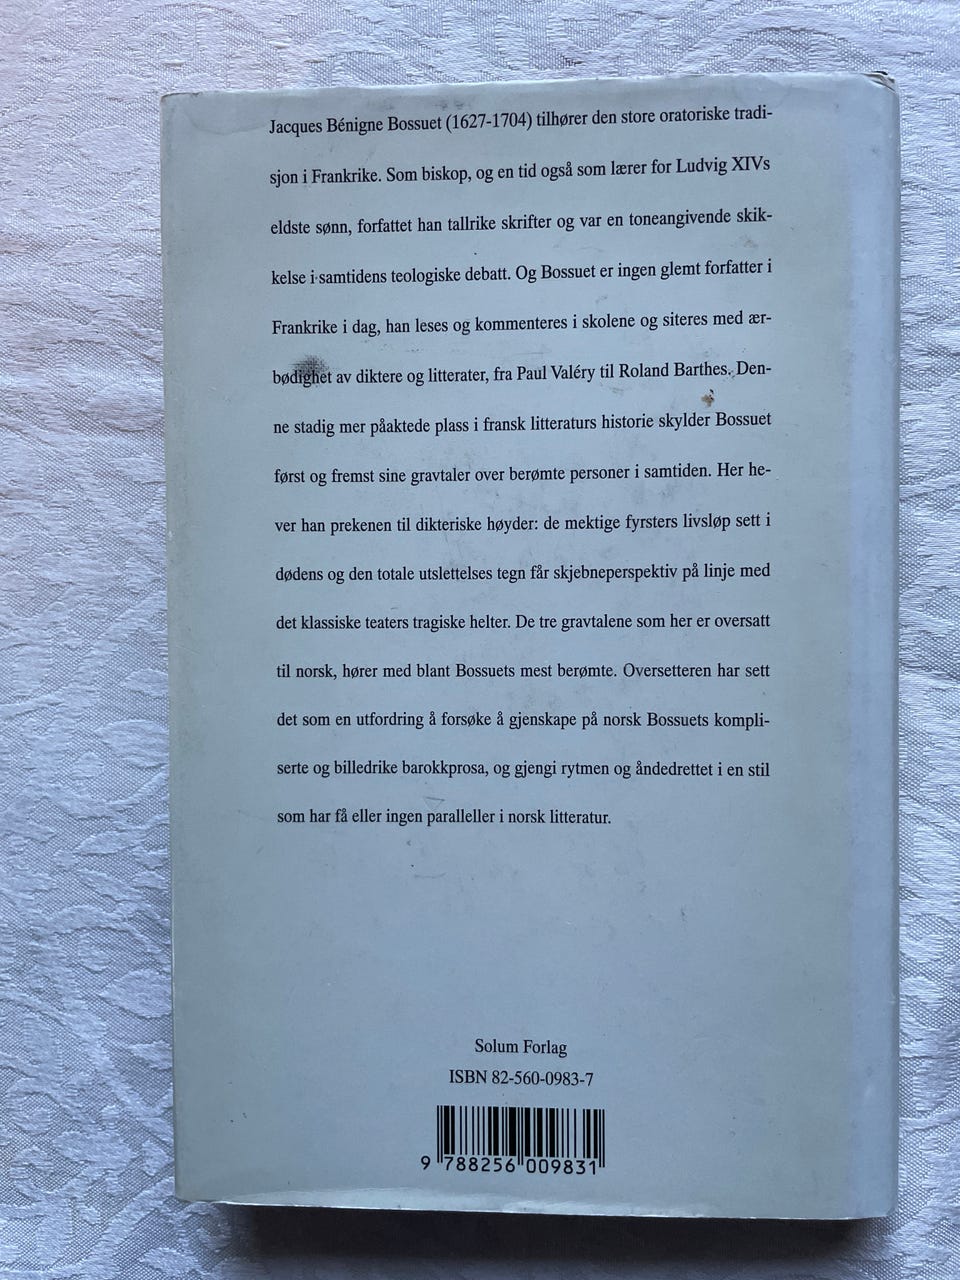 Jacques Bénigne Bossuet (1627-1704) tilhører den store oratoriske tradi-
sjon i Frankrike. Som biskop, og en tid også som lærer for Ludvig XIVs
eldste sønn, forfattet han tallrike skrifter og var en toneangivende skik-
kelse i samtidens teologiske debatt. Og Bossuet er ingen glemt forfatter i
Frankrike i dag, han leses og kommenteres i skolene og siteres med ær-
bødighet av diktere og litterater, fra Paul Valéry til Roland Barthes. Den-
ne stadig mer påaktede plass i fransk litteraturs historie skylder Bossuet
først og fremst sine gravtaler over berømte personer i samtiden. Her he-
ver han prekenen til dikteriske høyder: de mektige fyrsters livsløp sett i
dødens og den totale utslettelses tegn får skjebneperspektiv på linje med
det klassiske teaters tragiske helter. De tre gravtalene som her er oversatt
til norsk, hører med blant Bossuets mest berømte. Oversetteren har sett
det som en utfordring å forsøke å gjenskape på norsk Bossuets kompli-
serte og billedrike barokkprosa, og gjengi rytmen og åndedrettet i en stil
som har få eller ingen paralleller i norsk litteratur.
Solum Forlag
ISBN 82-560-0983-7
9 788256 009831